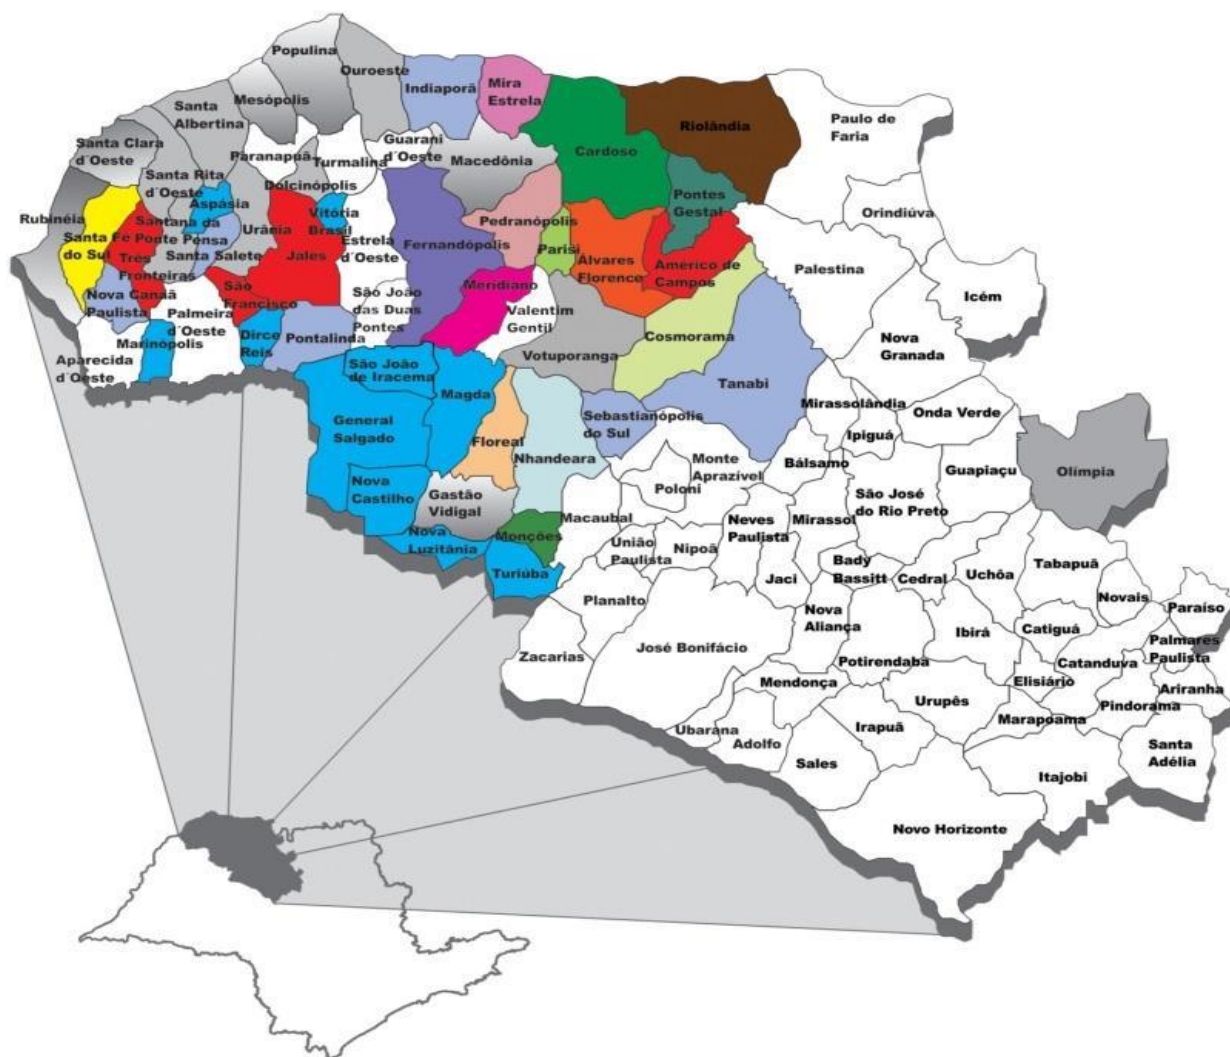 Populina
Ouroeste
Indiaporã
Mira
Estrela
Mesópolis
Santa
Albertina
Santa Clara
d´Oeste
Riolândia
Paulo de
Faria
Cardoso
Guarani
d´Oeste
Macedônia
Paranapuã
Turmalina
Santa Rita
d´Oeste
Dolcinópolis
Aspásia
Vitória
Brasil
Pontes
Gestal
Orindiúva
Rubinéia
Santa Fé
do Sul
Santana da
Ponte Pensa
Urânia
Estrela
d´Oeste
Fernandópolis
Pedranópolis
Parisi
Álvares
Florence
Américo de
Campos
Palestina
Icém
Três
Fronteiras
Santa Salete
Jales
São
Francisco
Nova Canaã
Paulista
Palmeira
d´Oeste
Marinópolis
Aparecida
d´Oeste
Dirce
Reis
Pontalinda
São João
das Duas
Pontes
Meridiano
Valentim
Gentil
Votuporanga
Cosmorama
Tanabi
Nova
Granada
São João
de Iracema
Magda
General
Salgado
Floreal
Nhandeara
Sebastianópolis
do Sul
Mirassolândia
Onda Verde
Ipiguá
Monte
Aprazível
Poloni
Bálsamo
Guapiaçu
Olímpia
Nova
Castilho
Gastão
Vidigal
Macaubal
São José
do Rio Preto
Neves
Paulista
Mirassol
Nova
Luzitânia
Monções
União
Paulista
Nipoã
Turiúba
Jaci
Bady
Bassitt
Cedral
Uchôa
Tabapuã
Novais
Paraíso
Planalto
Nova
Aliança
Ibirá
Catiguá
Palmares
Paulista
Zacarias
José Bonifácio
Potirendaba
Catanduva
Mendonça
Elisiário
Ariranha
Urupês
Pindorama
Marapoama
Ubarana
Adolfo
Irapuã
Sales
Santa
Adélia
Itajobi
Novo Horizonte